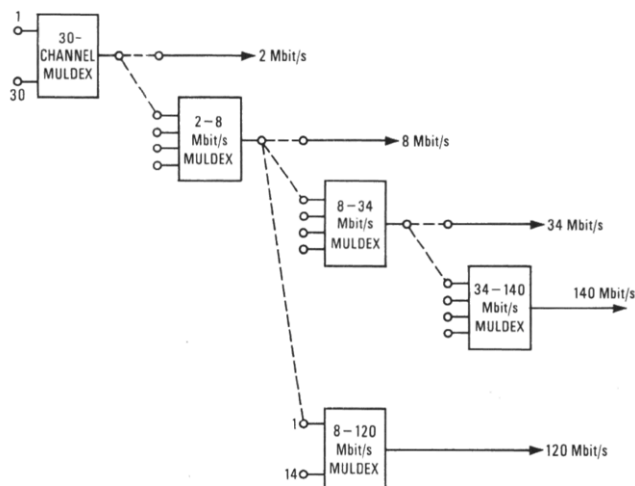 1
30
30-
CHANNEL
MULDEX
2 Mbit/s
2–8
Mbit/s
MULDEX
8 Mbit/s
8–34
Mbit/s
MULDEX
34 Mbit/s
34–140
Mbit/s
MULDEX
140 Mbit/s
1
14
8–120
Mbit/s
MULDEX
120 Mbit/s